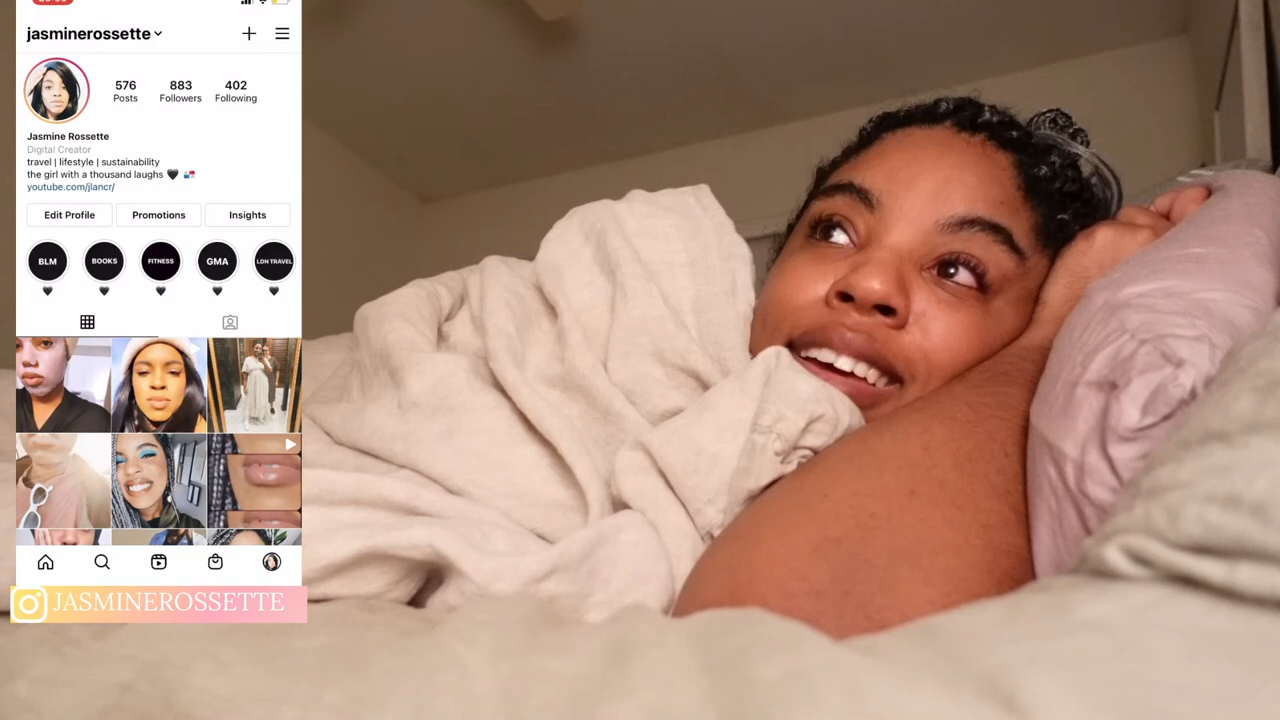 jasminerossette
576 883 402
Posts Followers Following
Jasmine Rossette
Digital Creator
travel | lifestyle | sustainability
the girl with a thousand laughs 🖤 🇵🇦
youtube.com/jlancr/
Edit Profile Promotions Insights
BLM BOOKS FITNESS GMA LDN TRAVEL
🖤 🖤 🖤 🖤 🖤
JASMINEROSSETTE